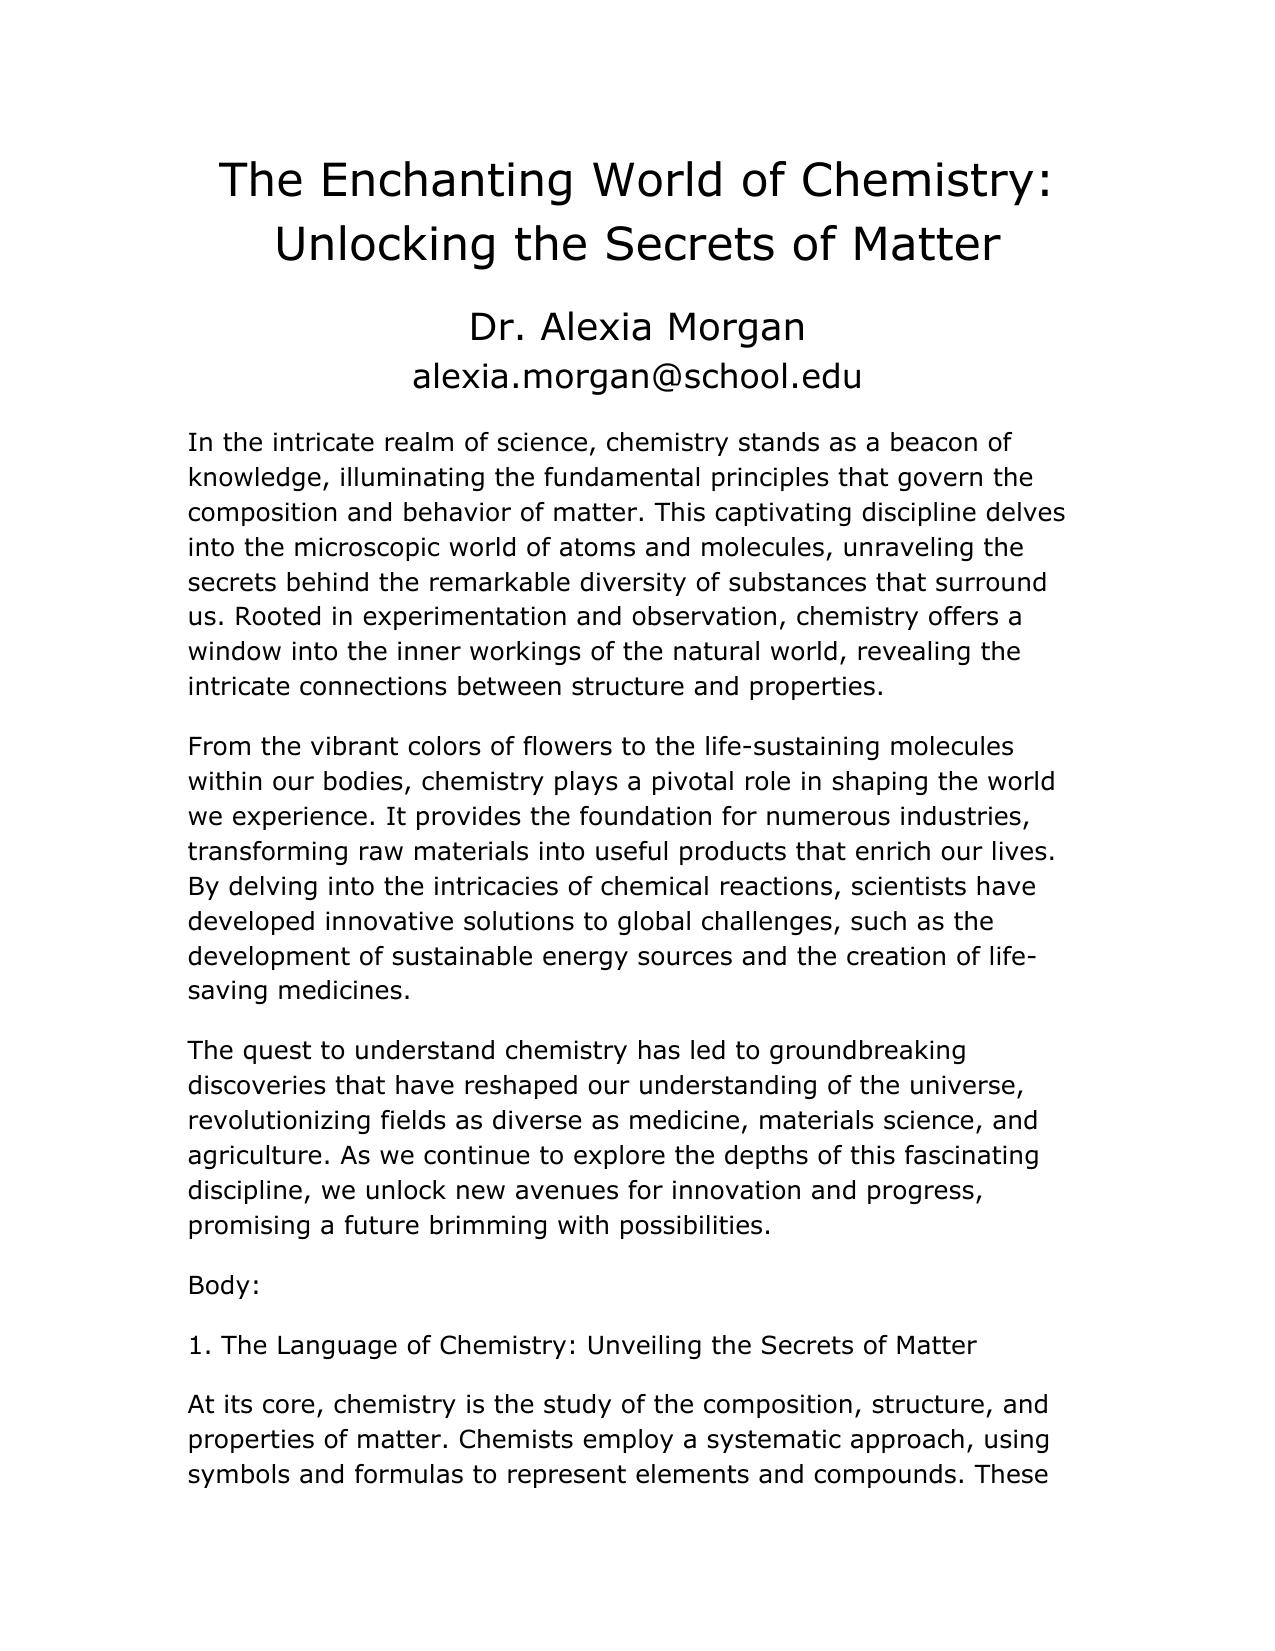 The Enchanting World of Chemistry:
Unlocking the Secrets of Matter
Dr. Alexia Morgan
alexia.morgan@school.edu
In the intricate realm of science, chemistry stands as a beacon of
knowledge, illuminating the fundamental principles that govern the
composition and behavior of matter. This captivating discipline delves
into the microscopic world of atoms and molecules, unraveling the
secrets behind the remarkable diversity of substances that surround
us. Rooted in experimentation and observation, chemistry offers a
window into the inner workings of the natural world, revealing the
intricate connections between structure and properties.
From the vibrant colors of flowers to the life-sustaining molecules
within our bodies, chemistry plays a pivotal role in shaping the world
we experience. It provides the foundation for numerous industries,
transforming raw materials into useful products that enrich our lives.
By delving into the intricacies of chemical reactions, scientists have
developed innovative solutions to global challenges, such as the
development of sustainable energy sources and the creation of life-
saving medicines.
The quest to understand chemistry has led to groundbreaking
discoveries that have reshaped our understanding of the universe,
revolutionizing fields as diverse as medicine, materials science, and
agriculture. As we continue to explore the depths of this fascinating
discipline, we unlock new avenues for innovation and progress,
promising a future brimming with possibilities.
Body:
1. The Language of Chemistry: Unveiling the Secrets of Matter
At its core, chemistry is the study of the composition, structure, and
properties of matter. Chemists employ a systematic approach, using
symbols and formulas to represent elements and compounds. These